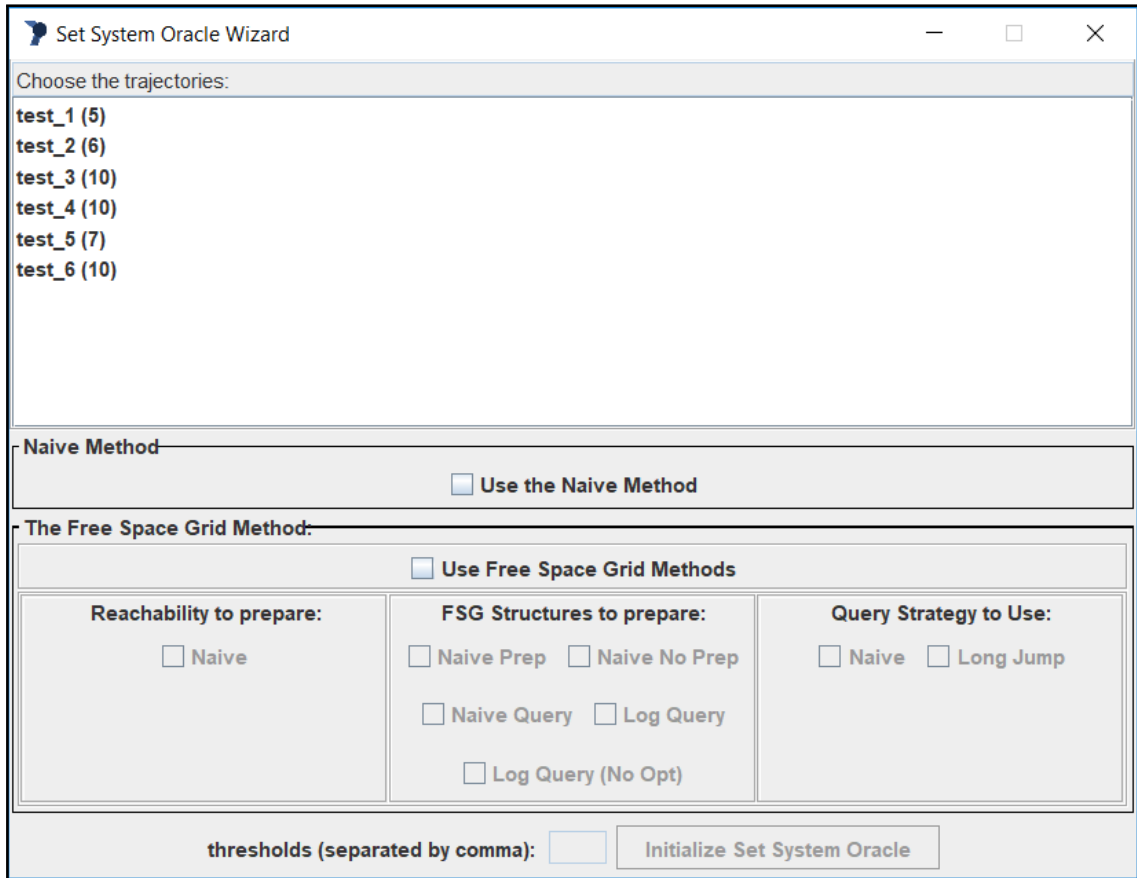 Set System Oracle Wizard
Choose the trajectories:
test_1 (5)
test_2 (6)
test_3 (10)
test_4 (10)
test_5 (7)
test_6 (10)
Naive Method
Use the Naive Method
The Free Space Grid Method:
Use Free Space Grid Methods
Reachability to prepare:
Naive
FSG Structures to prepare:
Naive Prep Naive No Prep
Naive Query Log Query
Log Query (No Opt)
Query Strategy to Use:
Naive Long Jump
thresholds (separated by comma): Initialize Set System Oracle